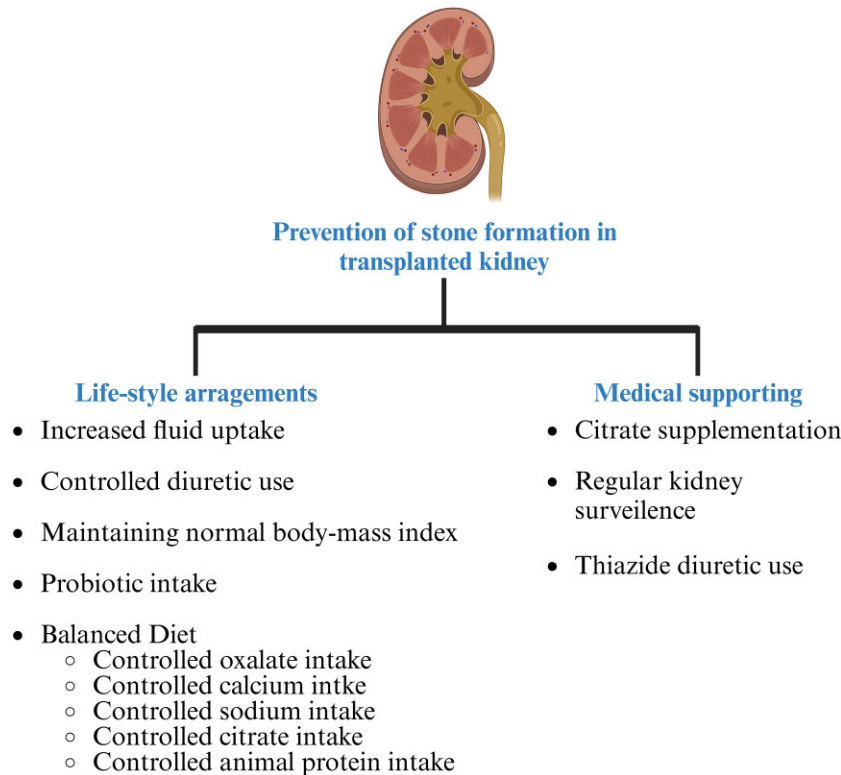 Prevention of stone formation in
transplanted kidney
Life-style arragements
• Increased fluid uptake
• Controlled diuretic use
• Maintaining normal body-mass index
• Probiotic intake
• Balanced Diet
○ Controlled oxalate intake
○ Controlled calcium intke
○ Controlled sodium intake
○ Controlled citrate intake
○ Controlled animal protein intake
Medical supporting
• Citrate supplementation
• Regular kidney
surveilence
• Thiazide diuretic use